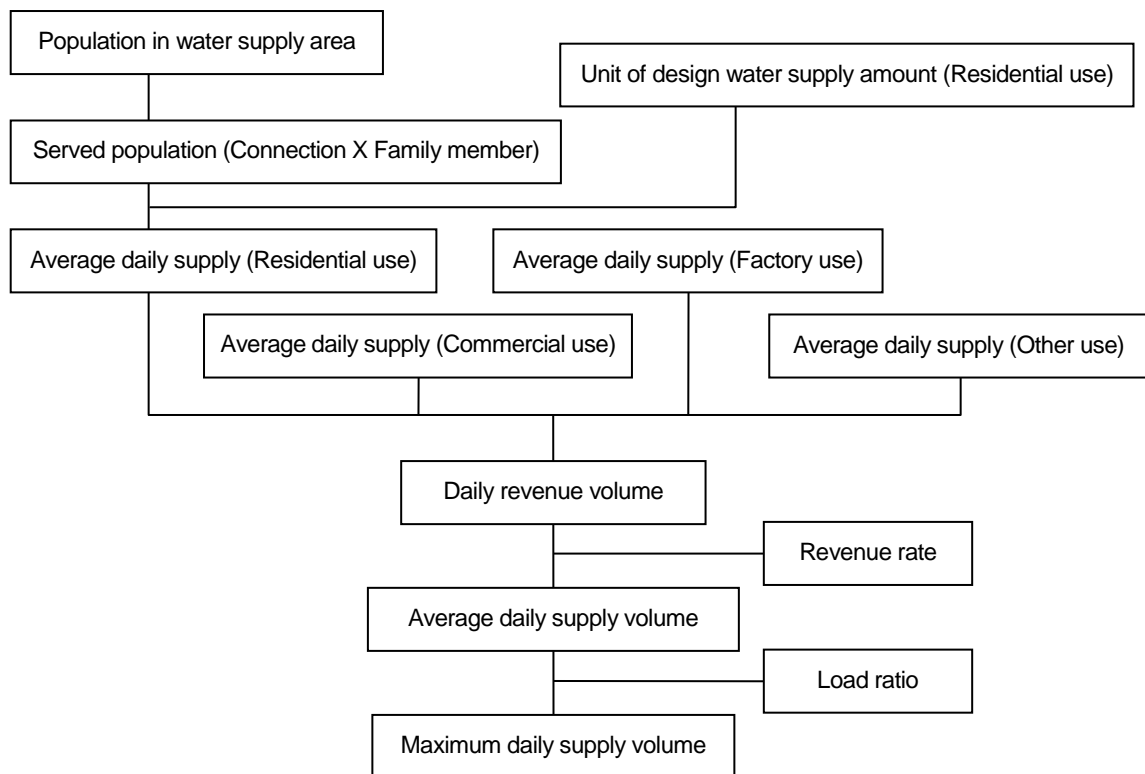 Population in water supply area
Unit of design water supply amount (Residential use)
Served population (Connection X Family member)
Average daily supply (Residential use)
Average daily supply (Factory use)
Average daily supply (Commercial use)
Average daily supply (Other use)
Daily revenue volume
Revenue rate
Average daily supply volume
Load ratio
Maximum daily supply volume